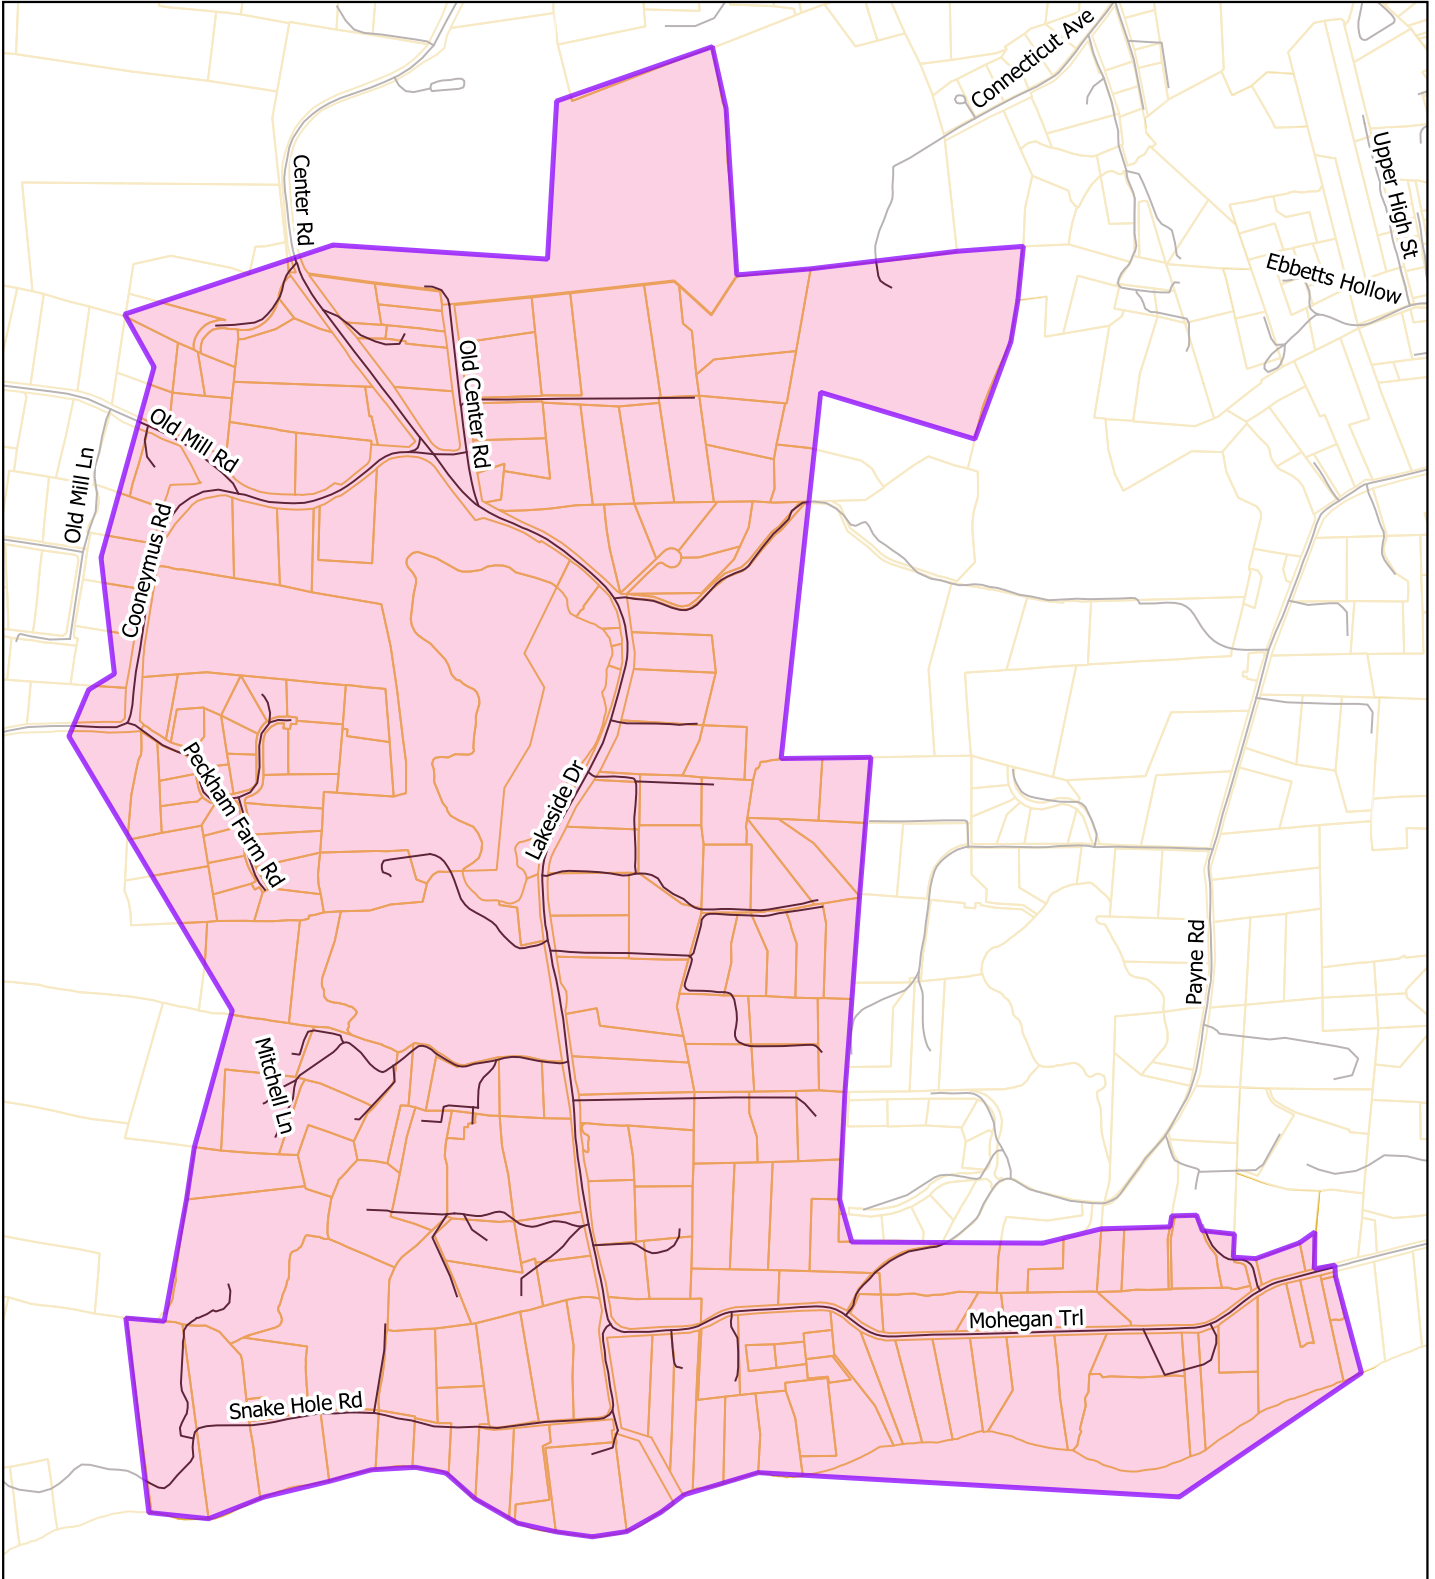 Connecticut Ave
Upper High St
Center Rd
Ebbetts Hollow
Old Center Rd
Old Mill Rd
Old Mill Ln
Cooneymus Rd
Peckham Farm Rd
Lakeside Dr
Payne Rd
Mitchell Ln
Mohegan Trl
Snake Hole Rd